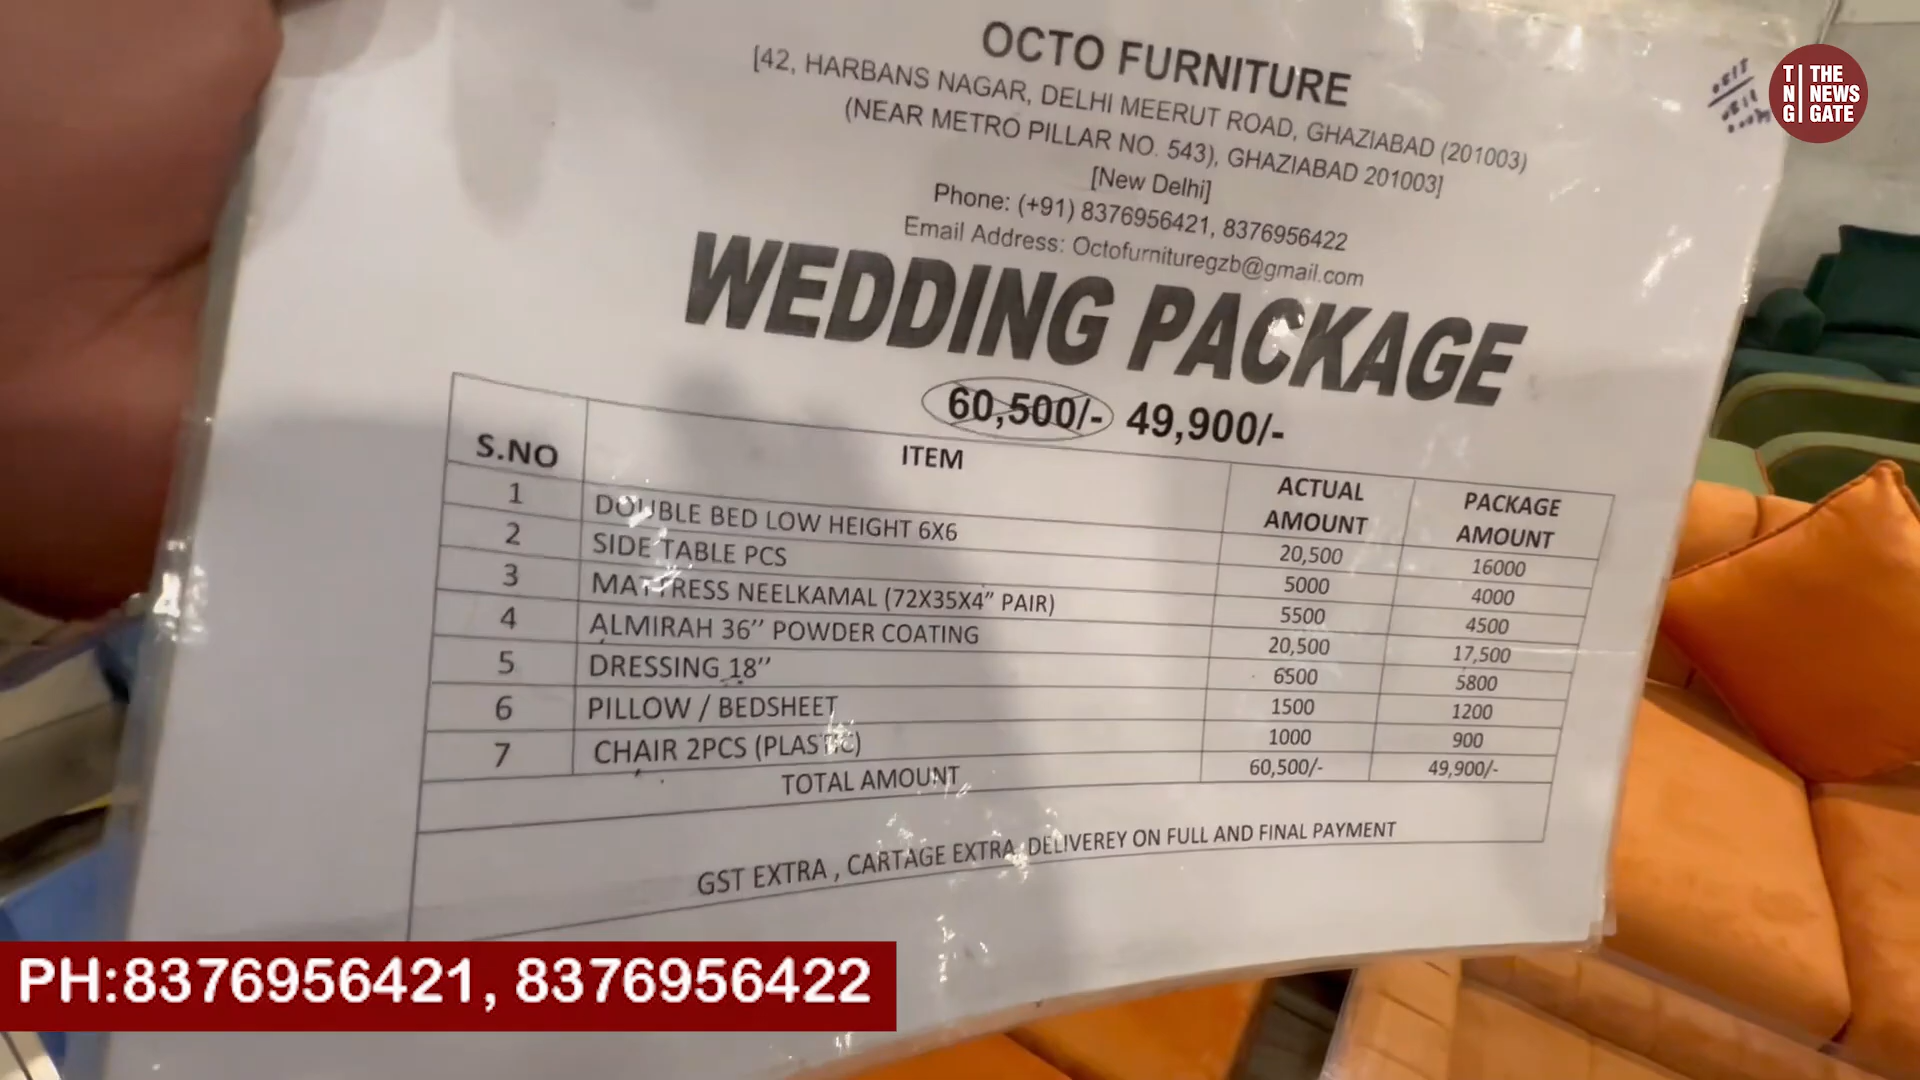 OCTO FURNITURE
[42, HARBANS NAGAR, DELHI MEERUT ROAD, GHAZIABAD (201003)
(NEAR METRO PILLAR NO. 543), GHAZIABAD 201003]
[New Delhi]
Phone: (+91) 8376956421, 8376956422
Email Address: Octofurnituregzb@gmail.com
WEDDING PACKAGE
60,500/- 49,900/-
S.NO ITEM ACTUAL AMOUNT PACKAGE AMOUNT
1 DOUBLE BED LOW HEIGHT 6X6 20,500 16000
2 SIDE TABLE PCS 5000 4000
3 MATTRESS NEELKAMAL (72X35X4” PAIR) 5500 4500
4 ALMIRAH 36” POWDER COATING 20,500 17,500
5 DRESSING 18” 6500 5800
6 PILLOW / BEDSHEET 1500 1200
7 CHAIR 2PCS (PLASTIC) 1000 900
TOTAL AMOUNT 60,500/- 49,900/-
GST EXTRA , CARTAGE EXTRA, DELIVEREY ON FULL AND FINAL PAYMENT
PH:8376956421, 8376956422
TNG THE NEWS GATE